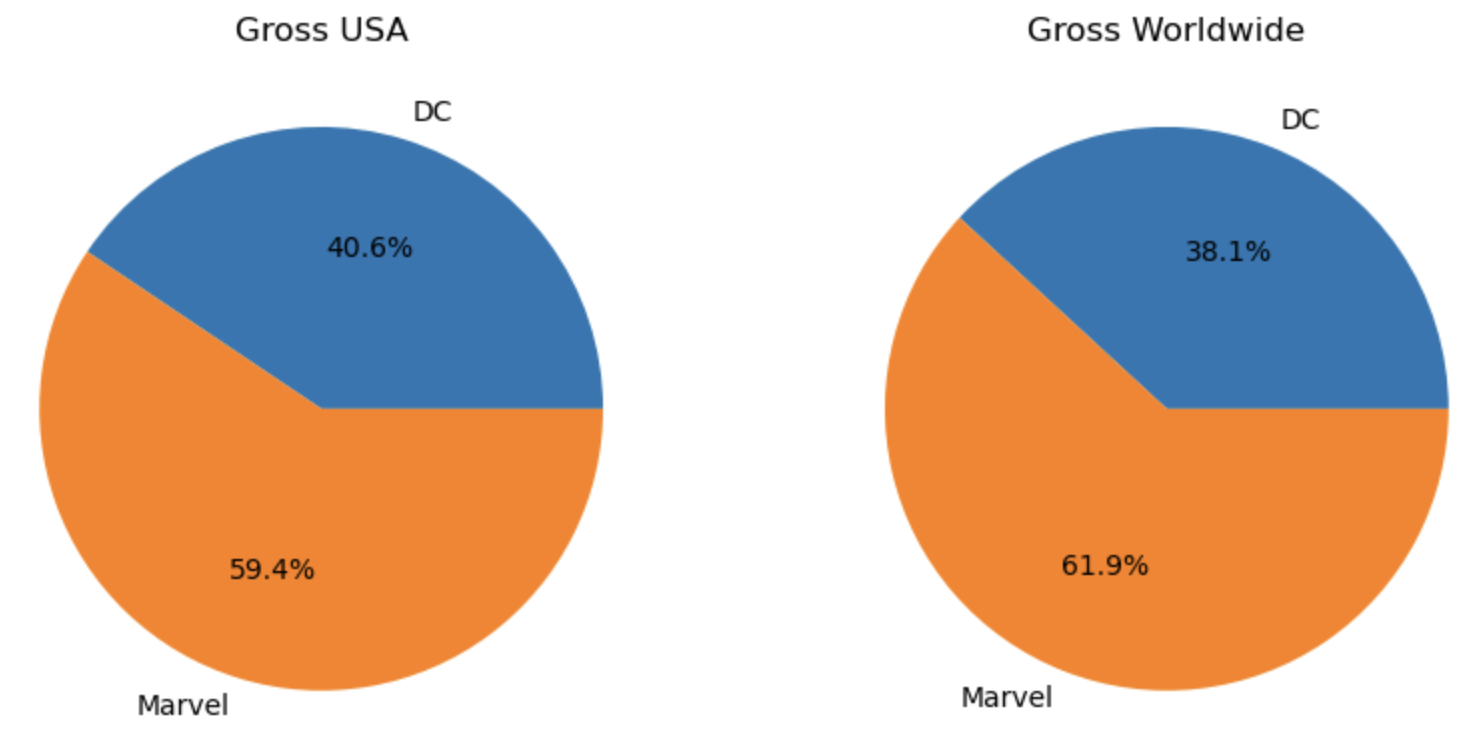 Gross USA
DC
40.6%
59.4%
Marvel
Gross Worldwide
DC
38.1%
61.9%
Marvel